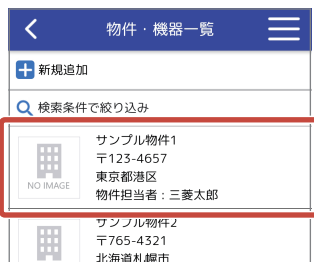 物件・機器一覧
新規追加
検索条件で絞り込み
サンプル物件1
〒123-4657
東京都港区
物件担当者：三菱太郎
NO IMAGE
サンプル物件2
〒765-4321
北海道札幌市